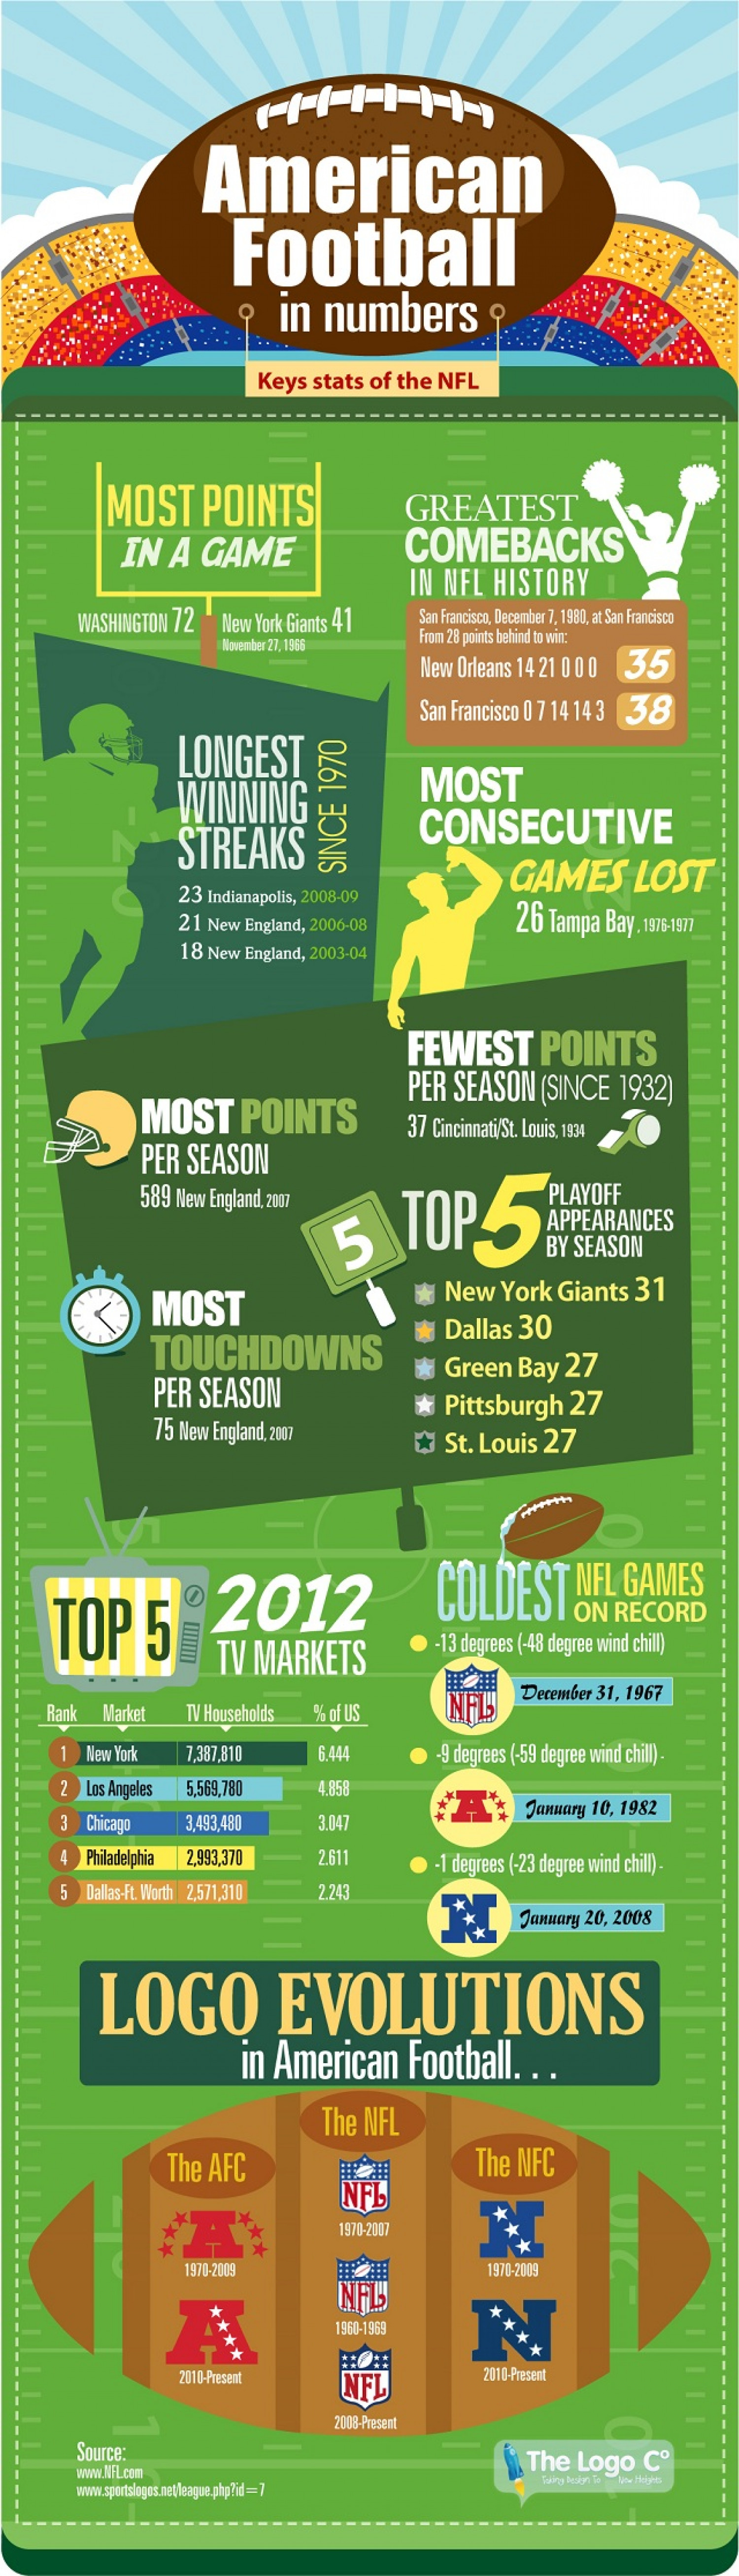 American
Football
in numbers
Keys stats of the NFL
MOST POINTS
IN A GAME
WASHINGTON 72
New York Giants 41
November 27, 1966
GREATEST
COMEBACKS
IN NFL HISTORY
San Francisco, December 7, 1980, at San Francisco
From 28 points behind to win:
New Orleans 14 21 0 0 0 35
San Francisco 0 7 14 14 3 38
LONGEST
WINNING
STREAKS
SINCE 1970
23 Indianapolis, 2008-09
21 New England, 2006-08
18 New England, 2003-04
MOST
CONSECUTIVE
GAMES LOST
26 Tampa Bay, 1976-1977
FEWEST POINTS
PER SEASON (SINCE 1932)
37 Cincinnati/St. Louis, 1934
MOST POINTS
PER SEASON
589 New England, 2007
5
TOP 5 PLAYOFF
APPEARANCES
BY SEASON
New York Giants 31
Dallas 30
Green Bay 27
Pittsburgh 27
St. Louis 27
MOST
TOUCHDOWNS
PER SEASON
75 New England, 2007
TOP 5
2012
TV MARKETS
Rank Market TV Households % of US
1 New York 7,387,810 6.444
2 Los Angeles 5,569,780 4.858
3 Chicago 3,493,480 3.047
4 Philadelphia 2,993,370 2.611
5 Dallas-Ft. Worth 2,571,310 2.243
COLDEST NFL GAMES
ON RECORD
-13 degrees (-48 degree wind chill)
NFL
December 31, 1967
-9 degrees (-59 degree wind chill) -
A
January 10, 1982
-1 degrees (-23 degree wind chill) -
N
January 20, 2008
LOGO EVOLUTIONS
in American Football. . .
The AFC
A
1970-2009
A
2010-Present
The NFL
NFL
1970-2007
NFL
1960-1969
NFL
2008-Present
The NFC
N
1970-2009
N
2010-Present
Source:
www.NFL.com
www.sportslogos.net/league.php?id=7
The Logo Co
Taking Design To New Heights